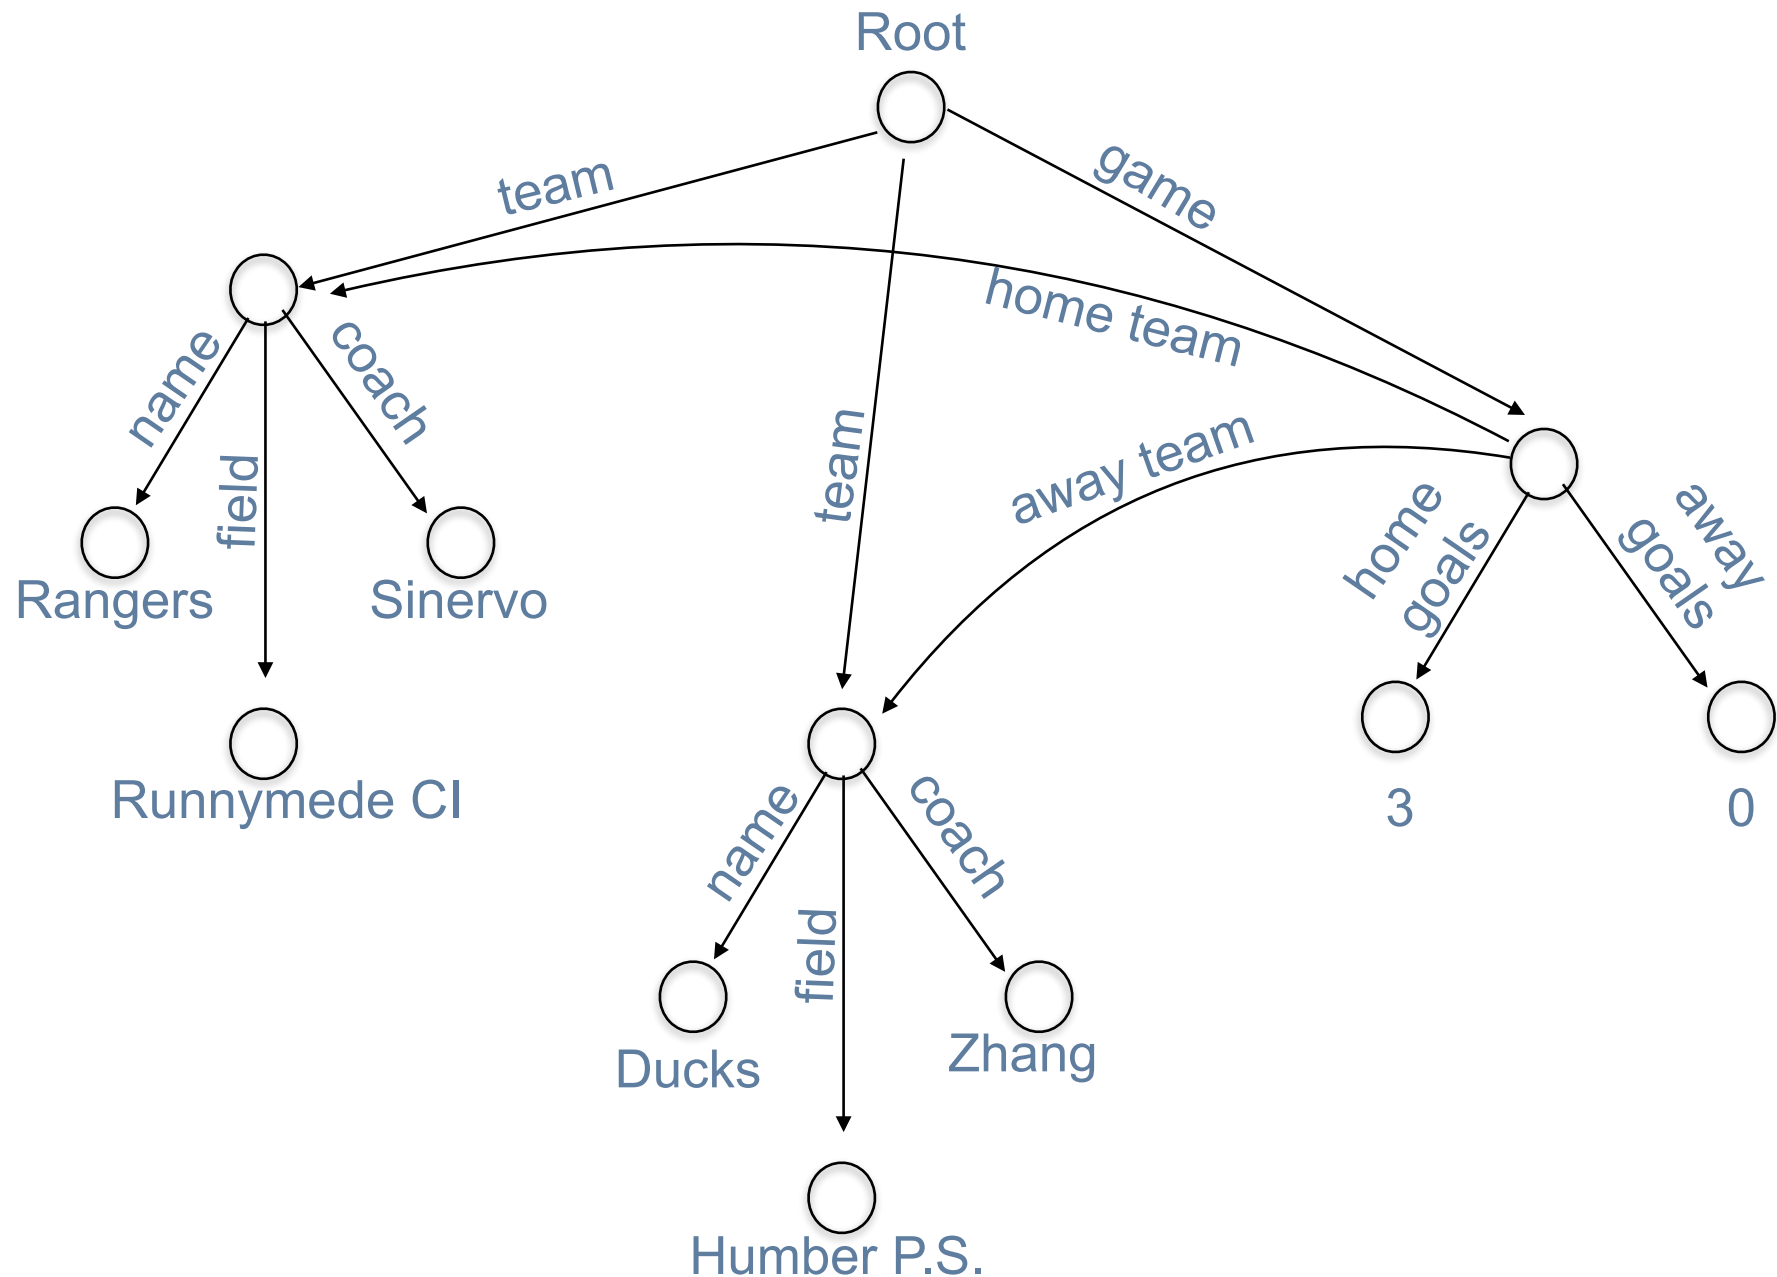 Root
team
game
home team
name
coach
field
team
away team
home
goals
away
goals
Rangers
Sinervo
Runnymede CI
3
0
name
coach
field
Ducks
Zhang
Humber P.S.